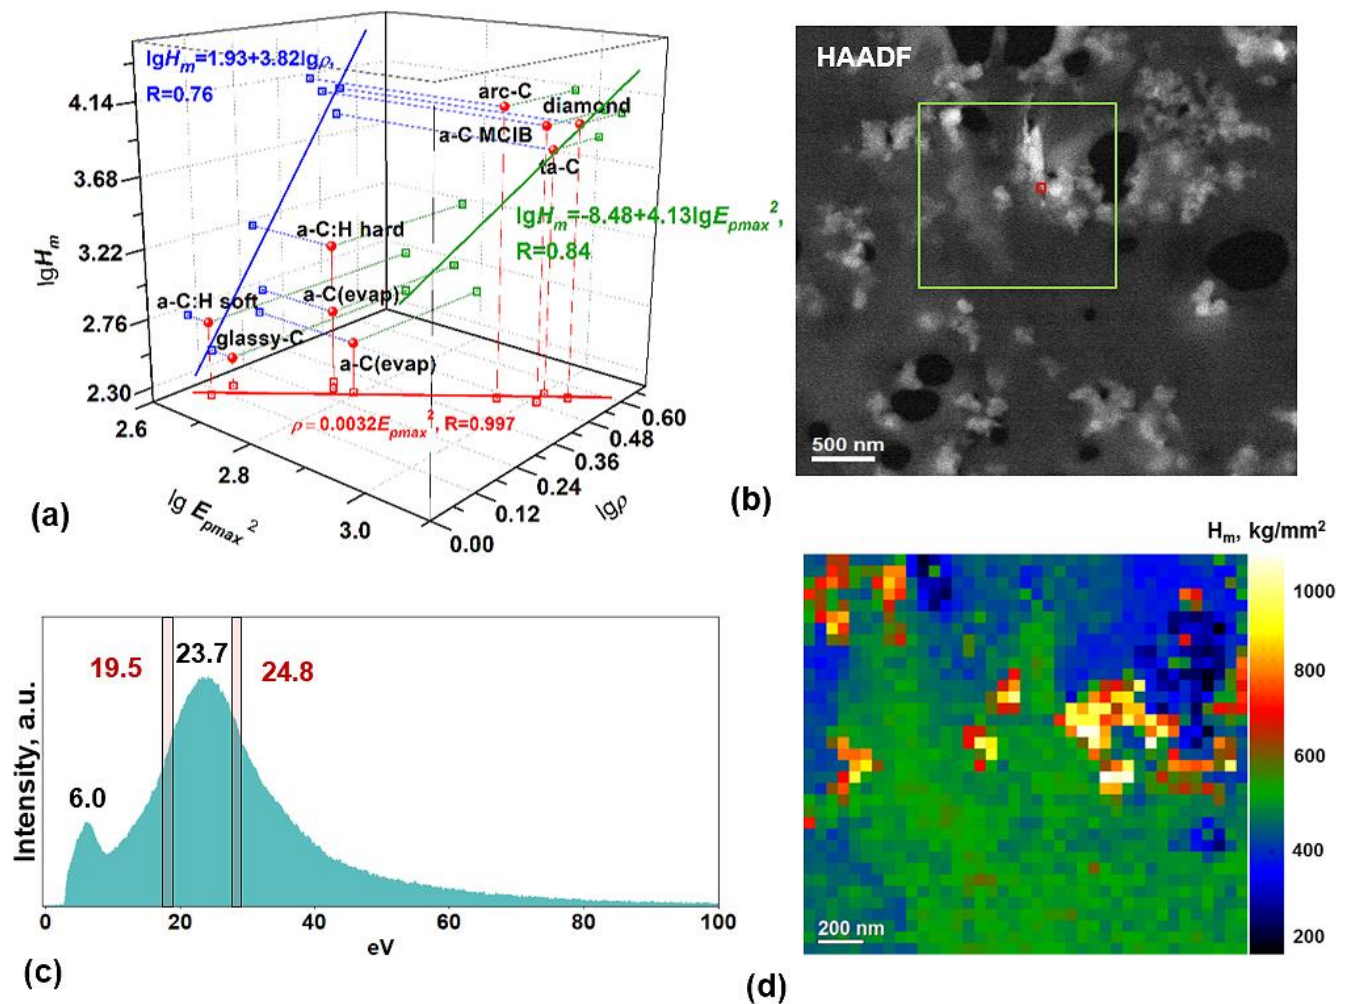 lgHₘ=1.93+3.82lgρ,
R=0.76
4.14
3.68
3.22
2.76
2.30
lgHₘ
arc-C
diamond
a-C MCIB
ta-C
lgHₘ=-8.48+4.13lgEρmax²,
R=0.84
a-C:H hard
a-C:H soft
a-C(evap)
glassy-C
a-C(evap)
ρ = 0.0032Eρmax², R=0.997
2.6
2.8
3.0
lg Eρmax²
0.60
0.48
0.36
0.24
0.12
0.00
lgρ
(a)
HAADF
500 nm
(b)
Intensity, a.u.
19.5
23.7
24.8
6.0
0
20
40
60
80
100
eV
(c)
Hₘ, kg/mm²
1000
800
600
400
200
200 nm
(d)